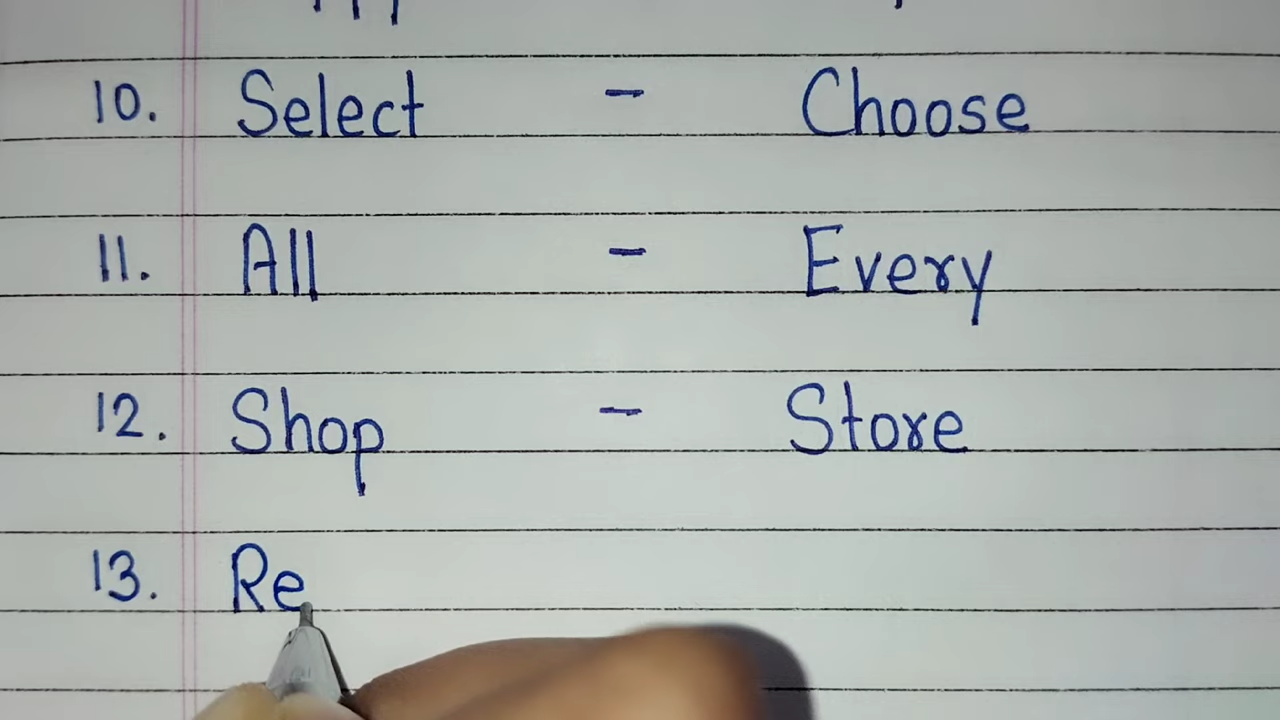 10. Select - Choose
11. All - Every
12. Shop - Store
13. Re